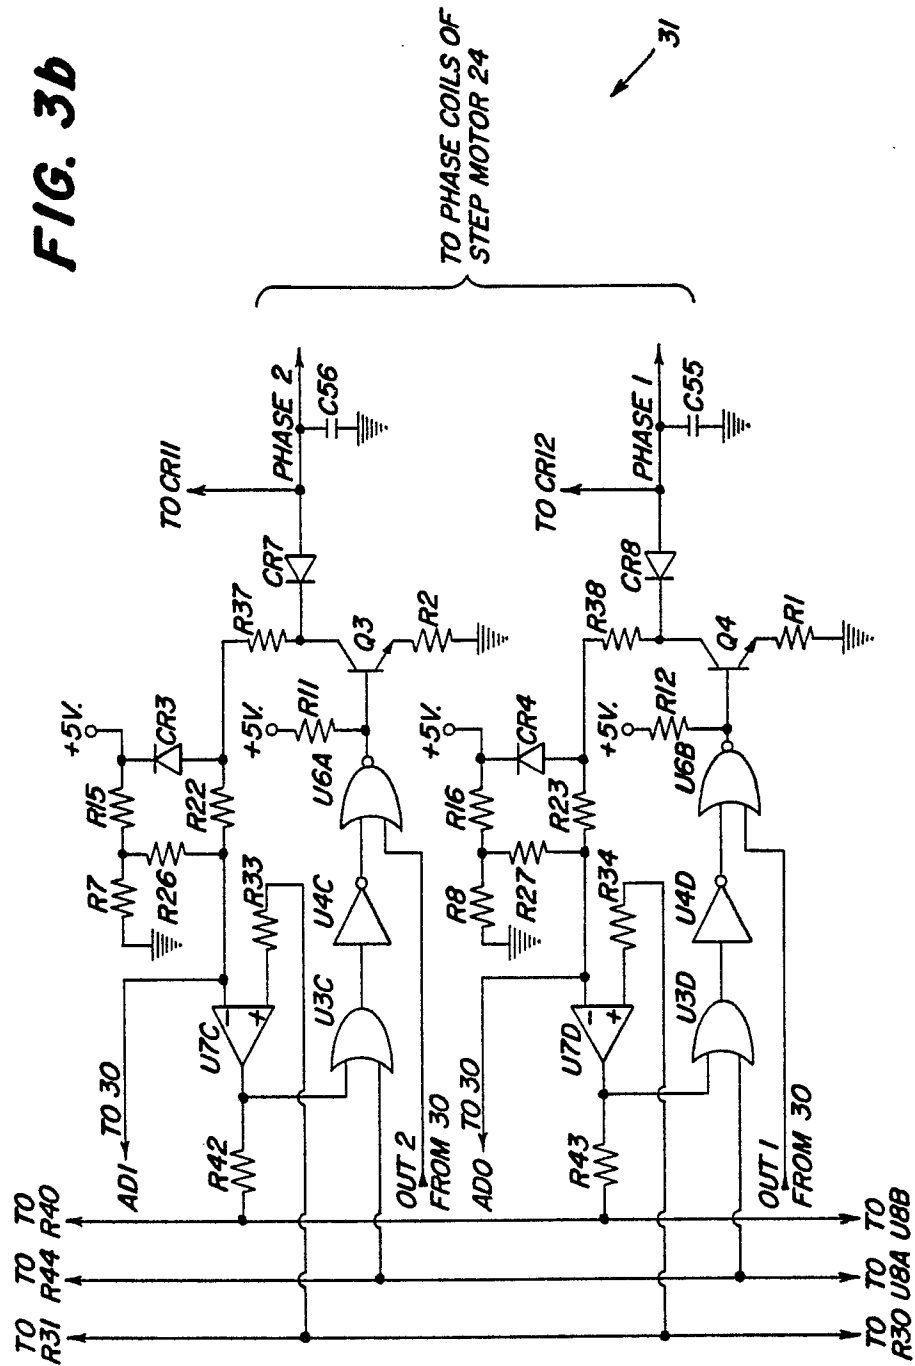 FIG. 3b
TO PHASE COILS OF
STEP MOTOR 24
31
TO CR11
PHASE 2
C56
CR7
R37
Q3
R2
+5V.
CR3
R15
R22
R7
R26
+5V.
R11
U6A
R33
U4C
U3C
U7C
-
+
TO 30
AD1
R42
OUT 2
FROM 30
TO CR12
PHASE 1
C55
CR8
R38
Q4
R1
+5V.
CR4
R16
R23
R8
R27
+5V.
R12
U6B
R34
U4D
U3D
U7D
-
+
TO 30
AD0
R43
OUT 1
FROM 30
TO
R40
TO
R44
TO
R31
TO
U8B
TO
U8A
TO
R30